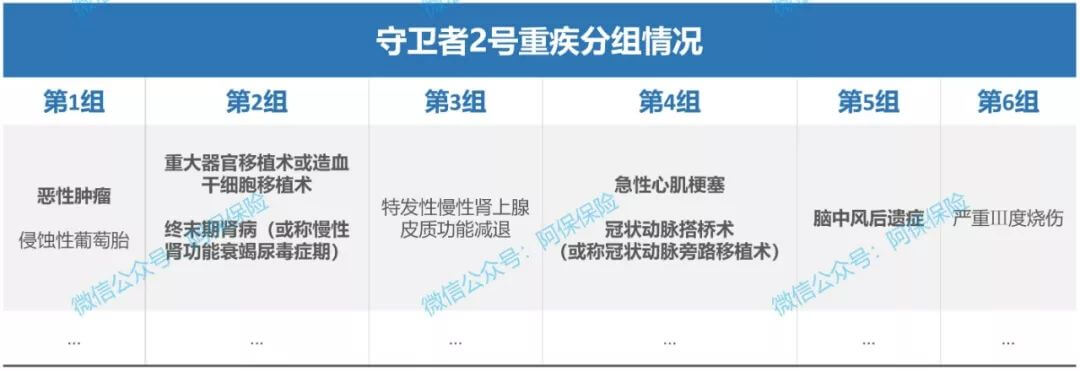 守卫者2号重疾分组情况
第1组
第2组
第3组
第4组
第5组
第6组
恶性肿瘤
侵蚀性葡萄胎
重大器官移植术或造血
干细胞移植术
终末期肾病（或称慢性
肾功能衰竭尿毒症期）
特发性慢性肾上腺
皮质功能减退
急性心肌梗塞
冠状动脉搭桥术
（或称冠状动脉旁路移植术）
脑中风后遗症
严重III度烧伤
...
...
...
...
...
...
微信公众号：阿保保险
微信公众号：阿保保险
微信公众号：阿保保险